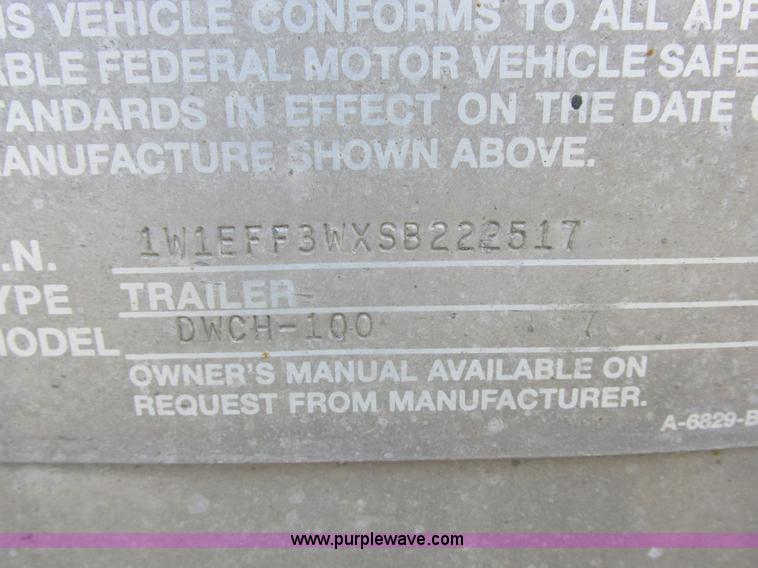 IS VEHICLE CONFORMS TO ALL APP
ABLE FEDERAL MOTOR VEHICLE SAFE
TANDARDS IN EFFECT ON THE DATE O
ANUFACTURE SHOWN ABOVE.
.I.N. 1W1EFF3WXSB222517
YPE TRAILER
ODEL DWCH-100 7
OWNER'S MANUAL AVAILABLE ON
REQUEST FROM MANUFACTURER.
A-6829-B
www.purplewave.com